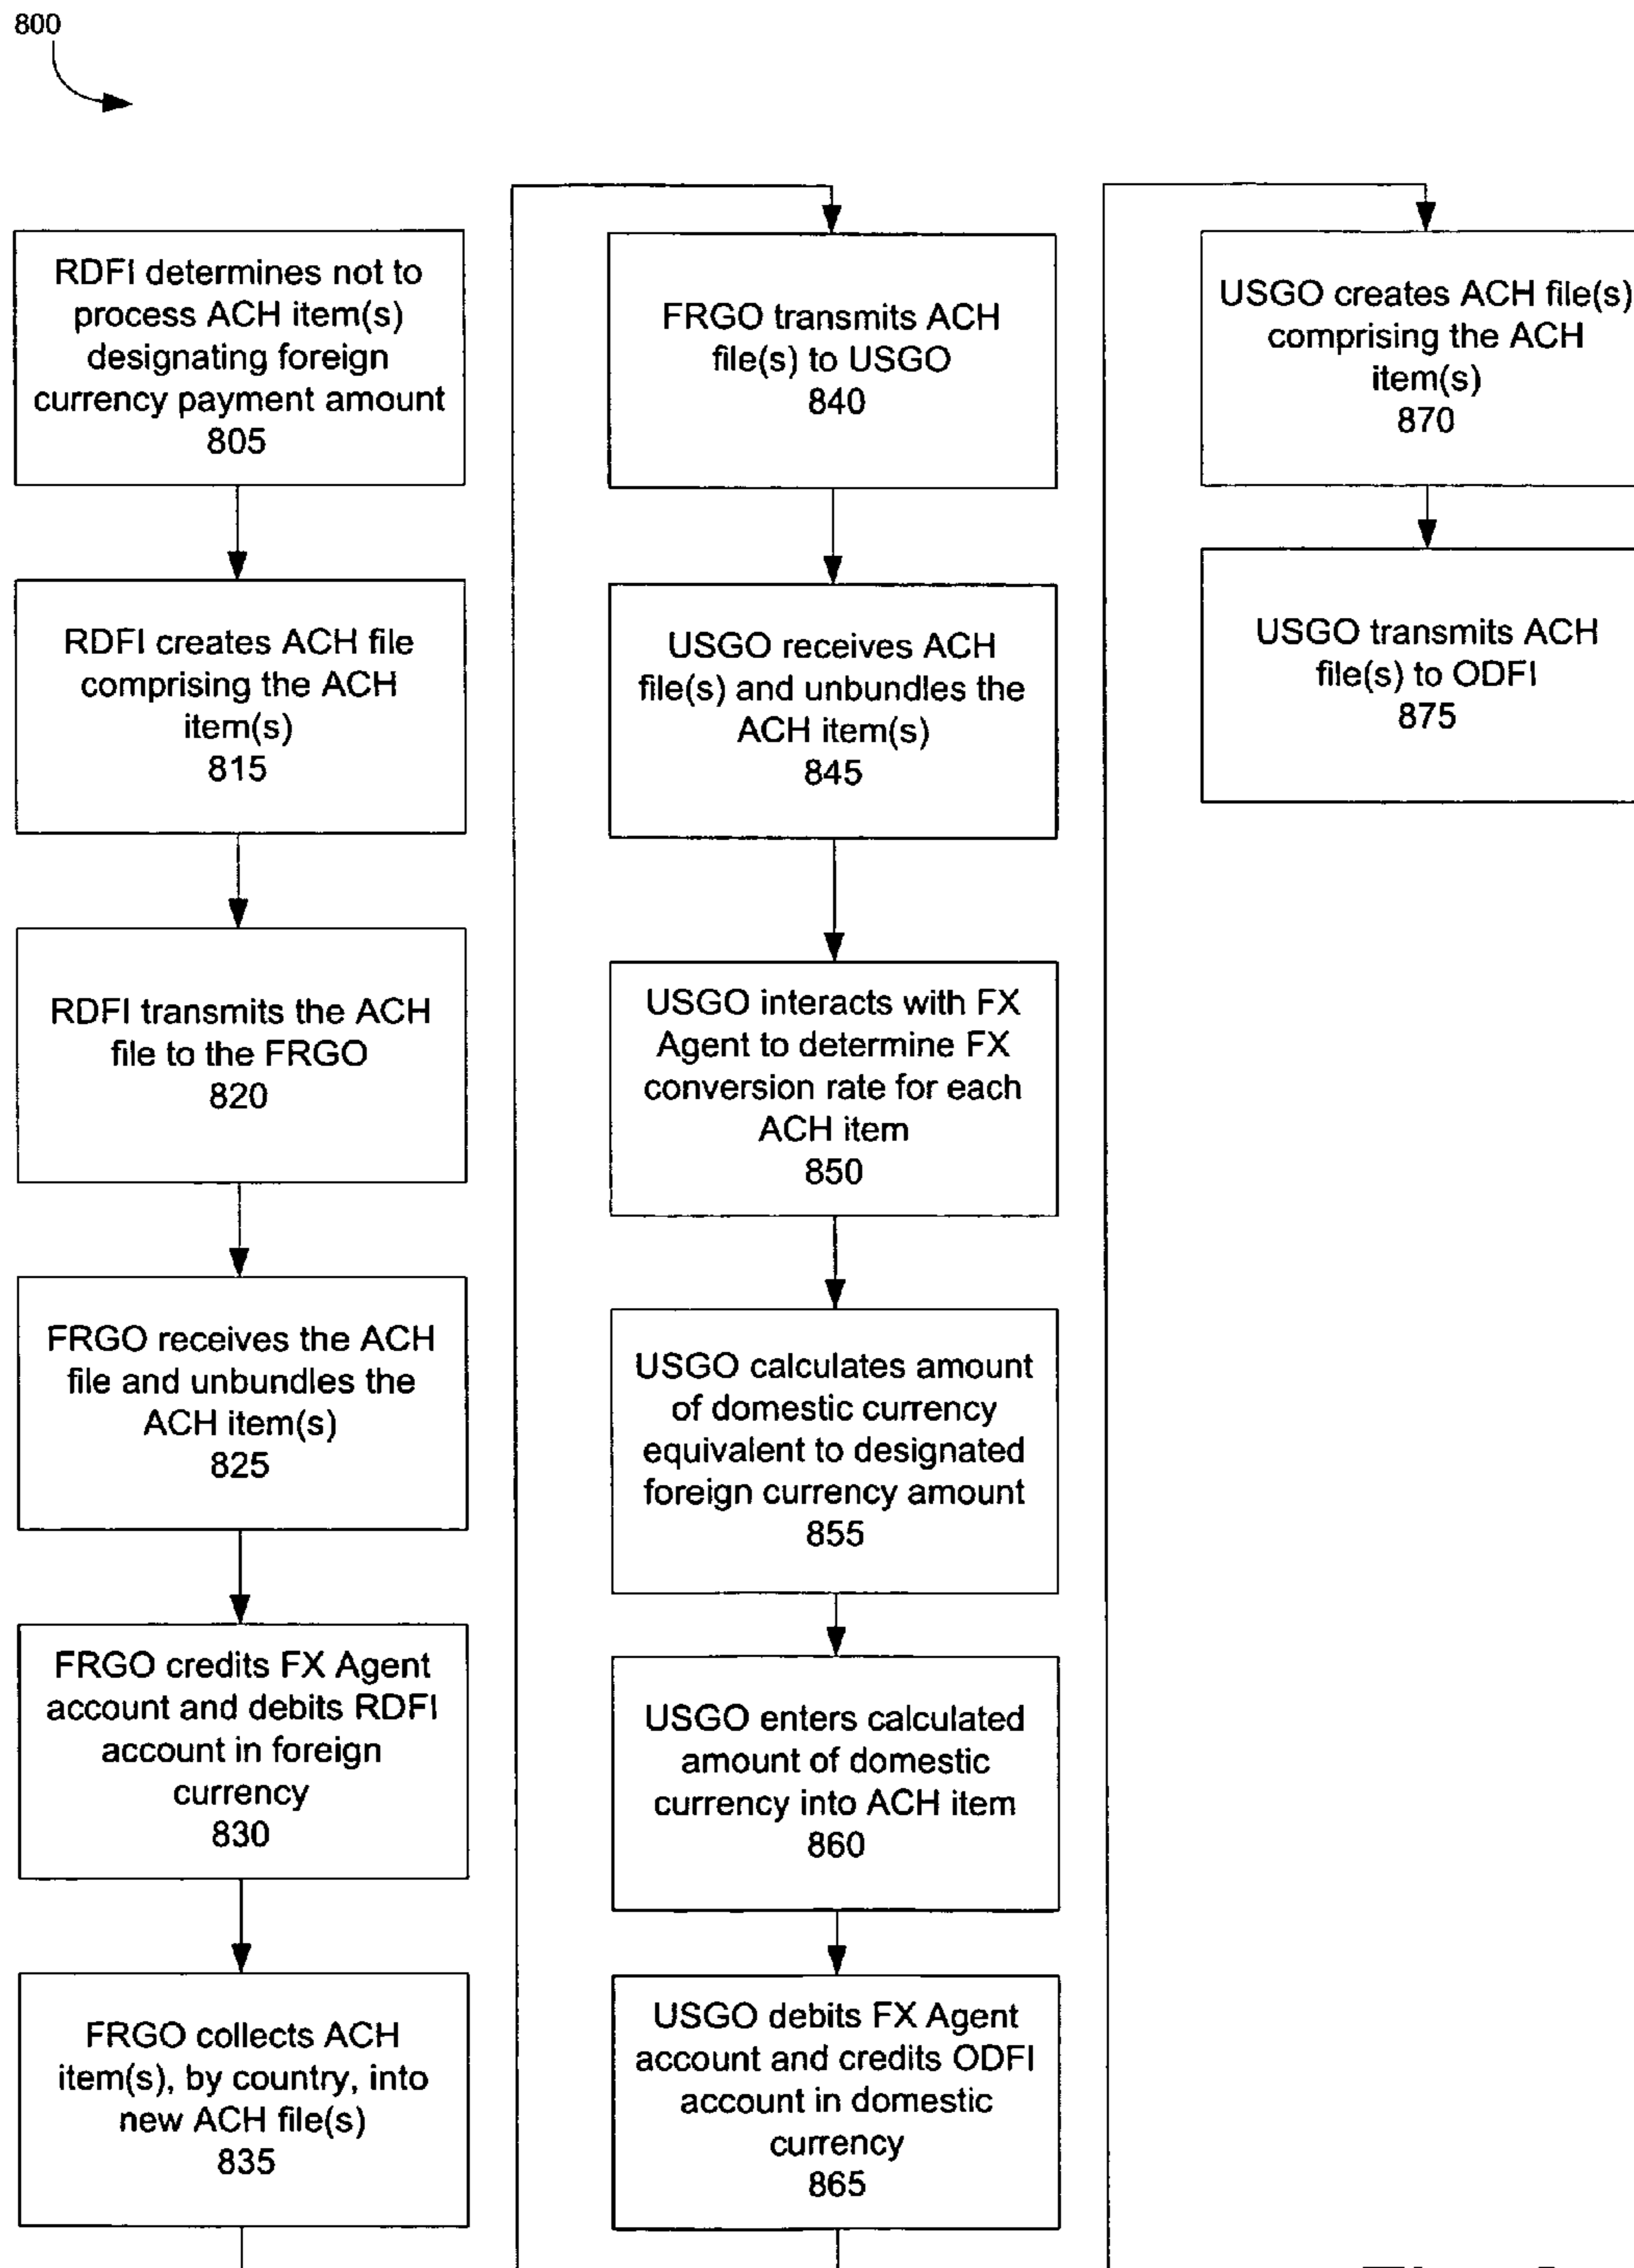 800
RDFI determines not to
process ACH item(s)
designating foreign
currency payment amount
805
RDFI creates ACH file
comprising the ACH
item(s)
815
RDFI transmits the ACH
file to the FRGO
820
FRGO receives the ACH
file and unbundles the
ACH item(s)
825
FRGO credits FX Agent
account and debits RDFI
account in foreign
currency
830
FRGO collects ACH
item(s), by country, into
new ACH file(s)
835
FRGO transmits ACH
file(s) to USGO
840
USGO receives ACH
file(s) and unbundles the
ACH item(s)
845
USGO interacts with FX
Agent to determine FX
conversion rate for each
ACH item
850
USGO calculates amount
of domestic currency
equivalent to designated
foreign currency amount
855
USGO enters calculated
amount of domestic
currency into ACH item
860
USGO debits FX Agent
account and credits ODFI
account in domestic
currency
865
USGO creates ACH file(s)
comprising the ACH
item(s)
870
USGO transmits ACH
file(s) to ODFI
875